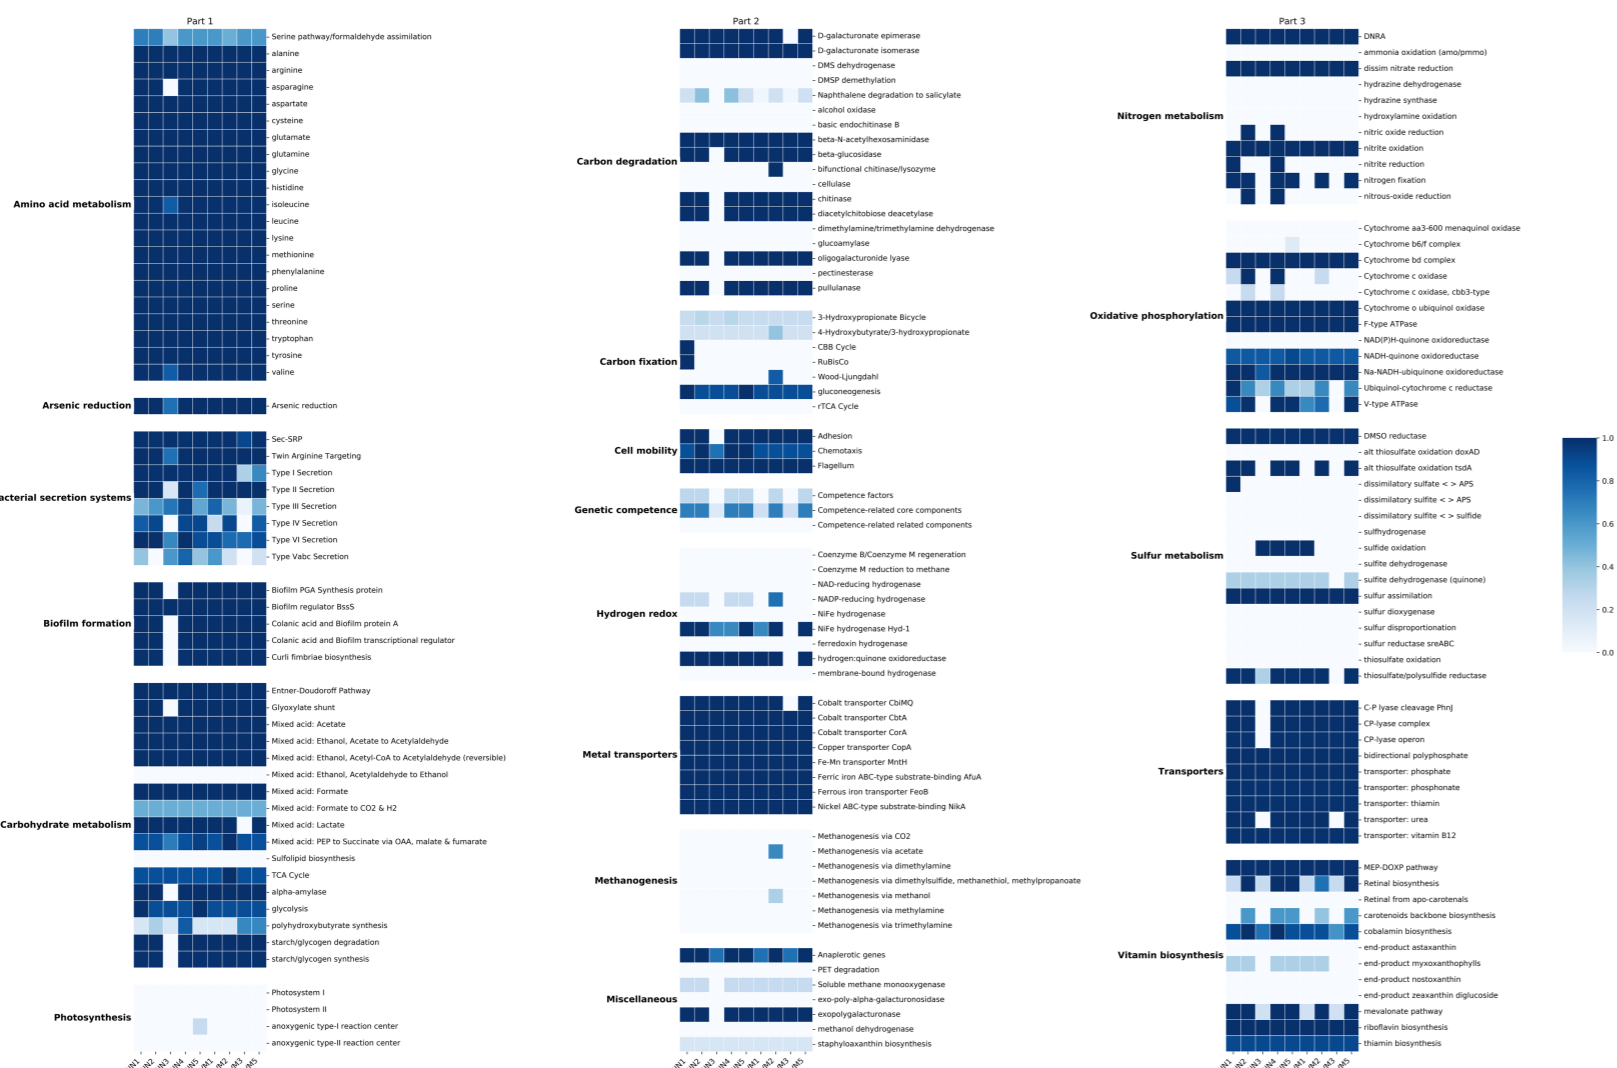 Part 1
Serine pathway/formaldehyde assimilation
alanine
arginine
asparagine
aspartate
cysteine
glutamate
glutamine
glycine
histidine
Amino acid metabolism
isoleucine
leucine
lysine
methionine
phenylalanine
proline
serine
threonine
tryptophan
tyrosine
valine
Arsenic reduction
Arsenic reduction
Sec-SRP
Twin Arginine Targeting
Type I Secretion
Type II Secretion
acterial secretion systems
Type III Secretion
Type IV Secretion
Type VI Secretion
Type Vabc Secretion
Biofilm PGA Synthesis protein
Biofilm regulator BssS
Biofilm formation
Colanic acid and Biofilm protein A
Colanic acid and Biofilm transcriptional regulator
Curli fimbriae biosynthesis
Entner-Doudoroff Pathway
Glyoxylate shunt
Mixed acid: Acetate
Mixed acid: Ethanol, Acetate to Acetylaldehyde
Mixed acid: Ethanol, Acetyl-CoA to Acetylaldehyde (reversible)
Mixed acid: Ethanol, Acetylaldehyde to Ethanol
Mixed acid: Formate
Mixed acid: Formate to CO2 & H2
Carbohydrate metabolism
Mixed acid: Lactate
Mixed acid: PEP to Succinate via OAA, malate & fumarate
Sulfolipid biosynthesis
TCA Cycle
alpha-amylase
glycolysis
polyhydroxybutyrate synthesis
starch/glycogen degradation
starch/glycogen synthesis
Photosystem I
Photosystem II
Photosynthesis
anoxygenic type-I reaction center
anoxygenic type-II reaction center
Part 2
D-galacturonate epimerase
D-galacturonate isomerase
DMS dehydrogenase
DMSP demethylation
Naphthalene degradation to salicylate
alcohol oxidase
basic endochitinase B
beta-N-acetylhexosaminidase
Carbon degradation
beta-glucosidase
bifunctional chitinase/lysozyme
cellulase
chitinase
diacetylchitobiose deacetylase
dimethylamine/trimethylamine dehydrogenase
glucoamylase
oligogalacturonide lyase
pectinesterase
pullulanase
3-Hydroxypropionate Bicycle
4-Hydroxybutyrate/3-hydroxypropionate
CBB Cycle
Carbon fixation
RuBisCo
Wood-Ljungdahl
gluconeogenesis
rTCA Cycle
Adhesion
Cell mobility
Chemotaxis
Flagellum
Competence factors
Genetic competence
Competence-related core components
Competence-related related components
Coenzyme B/Coenzyme M regeneration
Coenzyme M reduction to methane
NAD-reducing hydrogenase
NADP-reducing hydrogenase
Hydrogen redox
NiFe hydrogenase
NiFe hydrogenase Hyd-1
ferredoxin hydrogenase
hydrogen:quinone oxidoreductase
membrane-bound hydrogenase
Cobalt transporter CbiMQ
Cobalt transporter CbtA
Cobalt transporter CorA
Copper transporter CopA
Metal transporters
Fe-Mn transporter MntH
Ferric iron ABC-type substrate-binding AfuA
Ferrous iron transporter FeoB
Nickel ABC-type substrate-binding NikA
Methanogenesis via CO2
Methanogenesis via acetate
Methanogenesis via dimethylamine
Methanogenesis
Methanogenesis via dimethylsulfide, methanethiol, methylpropanoate
Methanogenesis via methanol
Methanogenesis via methylamine
Methanogenesis via trimethylamine
Anaplerotic genes
PET degradation
Soluble methane monooxygenase
Miscellaneous
exo-poly-alpha-galacturonosidase
exopolygalacturonase
methanol dehydrogenase
staphyloaxanthin biosynthesis
Part 3
DNRA
ammonia oxidation (amo/pmmo)
dissim nitrate reduction
hydrazine dehydrogenase
hydrazine synthase
Nitrogen metabolism
hydroxylamine oxidation
nitric oxide reduction
nitrite oxidation
nitrite reduction
nitrogen fixation
nitrous-oxide reduction
Cytochrome aa3-600 menaquinol oxidase
Cytochrome b6/f complex
Cytochrome bd complex
Cytochrome c oxidase
Cytochrome c oxidase, cbb3-type
Cytochrome o ubiquinol oxidase
Oxidative phosphorylation
F-type ATPase
NAD(P)H-quinone oxidoreductase
NADH-quinone oxidoreductase
Na-NADH-ubiquinone oxidoreductase
Ubiquinol-cytochrome c reductase
V-type ATPase
DMSO reductase
alt thiosulfate oxidation doxAD
alt thiosulfate oxidation tsdA
dissimilatory sulfate < > APS
dissimilatory sulfite < > APS
dissimilatory sulfite < > sulfide
sulfhydrogenase
Sulfur metabolism
sulfide oxidation
sulfite dehydrogenase
sulfite dehydrogenase (quinone)
sulfur assimilation
sulfur dioxygenase
sulfur disproportionation
sulfur reductase sreABC
thiosulfate oxidation
thiosulfate/polysulfide reductase
C-P lyase cleavage PhnJ
CP-lyase complex
CP-lyase operon
bidirectional polyphosphate
Transporters
transporter: phosphate
transporter: phosphonate
transporter: thiamin
transporter: urea
transporter: vitamin B12
MEP-DOXP pathway
Retinal biosynthesis
Retinal from apo-carotenals
carotenoids backbone biosynthesis
cobalamin biosynthesis
end-product astaxanthin
Vitamin biosynthesis
end-product myxoxanthophylls
end-product nostoxanthin
end-product zeaxanthin diglucoside
mevalonate pathway
riboflavin biosynthesis
thiamin biosynthesis
1.0
0.8
0.6
0.4
0.2
0.0